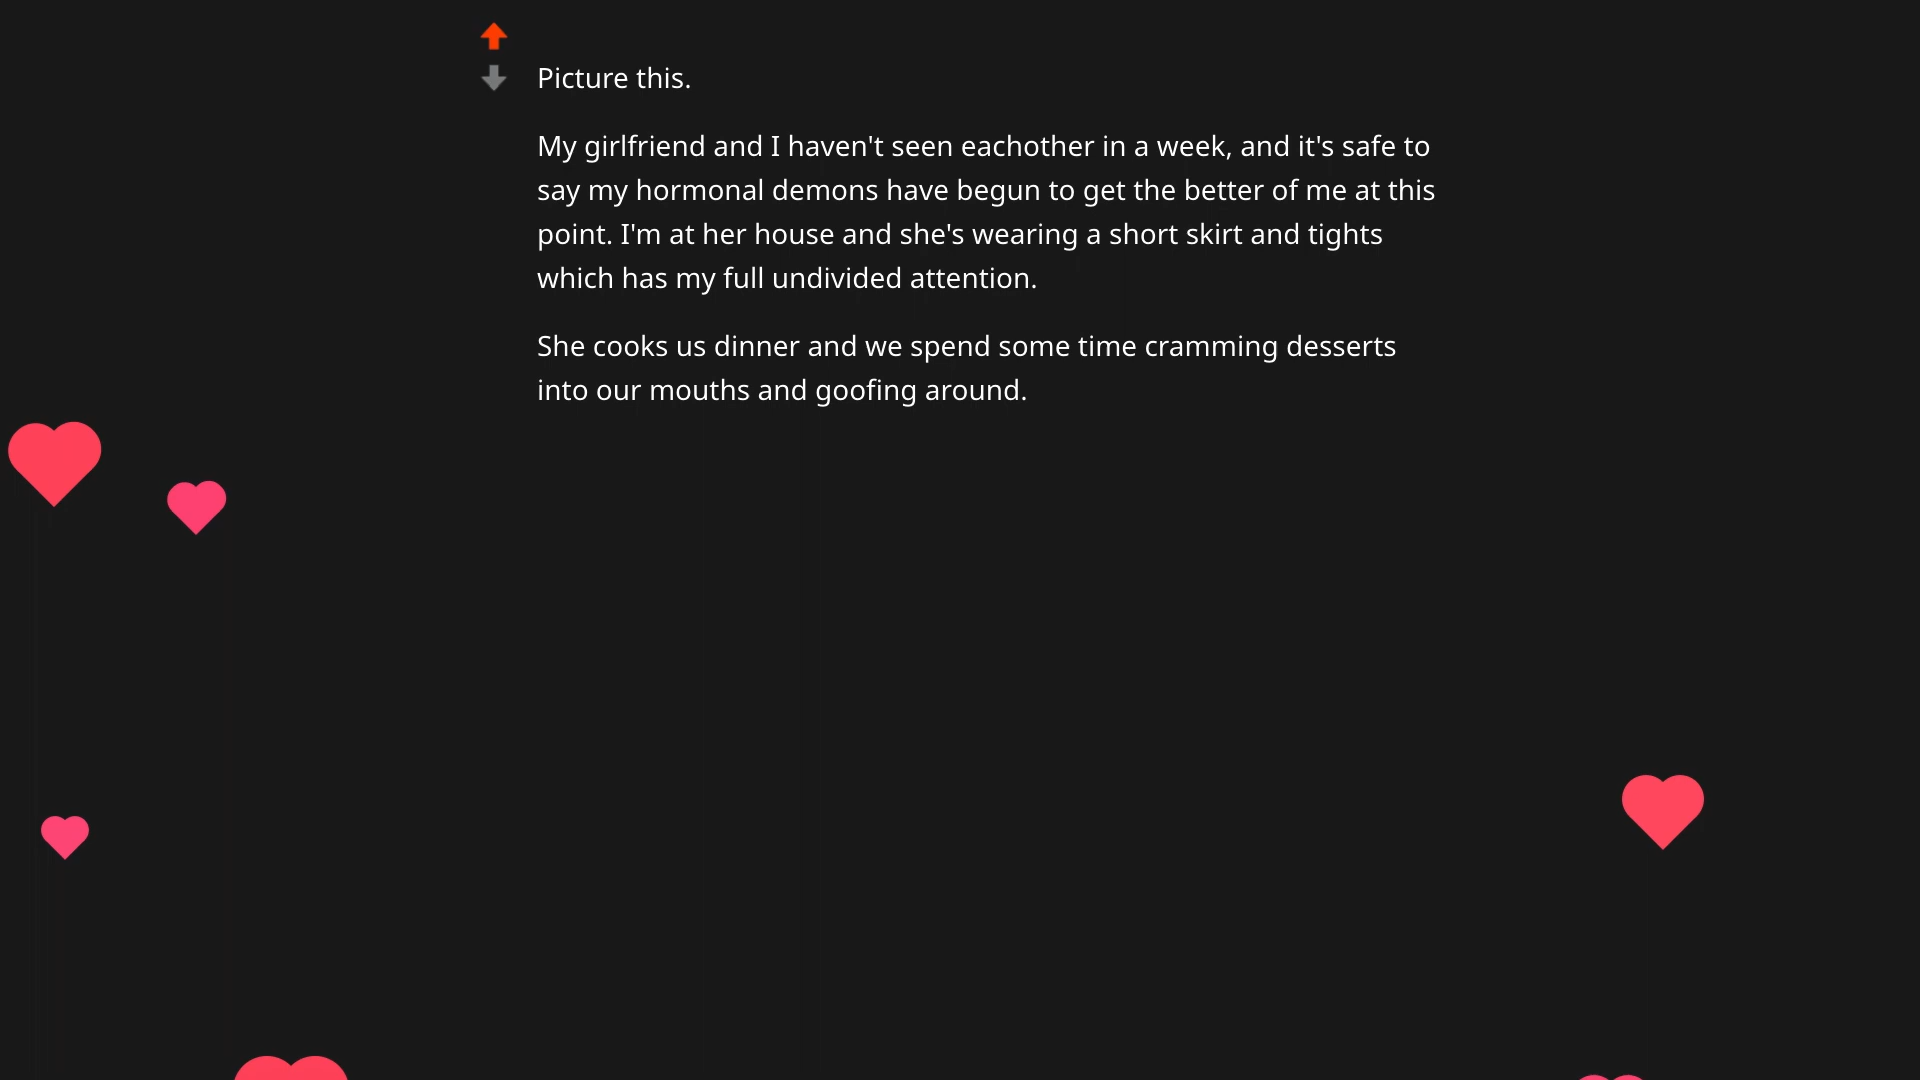 Picture this.
My girlfriend and I haven't seen eachother in a week, and it's safe to
say my hormonal demons have begun to get the better of me at this
point. I'm at her house and she's wearing a short skirt and tights
which has my full undivided attention.
She cooks us dinner and we spend some time cramming desserts
into our mouths and goofing around.